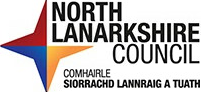 NORTH
LANARKSHIRE
COUNCIL
COMHAIRLE
SIORRACHD LANNRAIG A TUATH